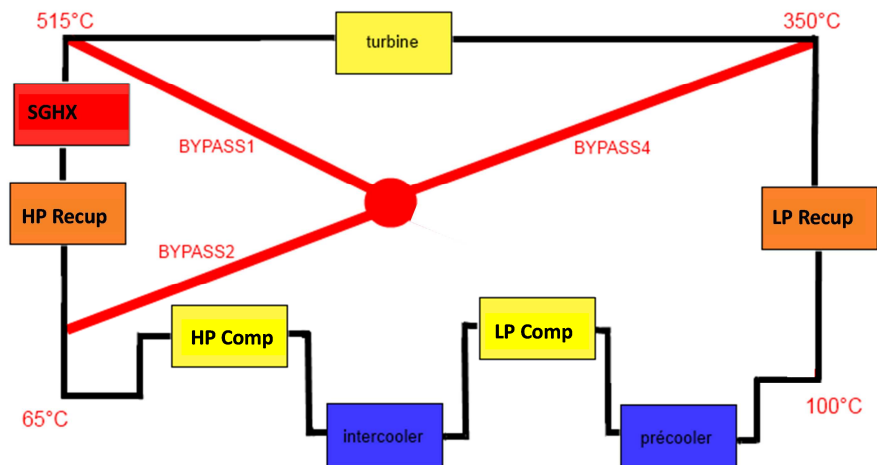 515°C
350°C
turbine
SGHX
BYPASS1
BYPASS4
HP Recup
LP Recup
BYPASS2
HP Comp
LP Comp
65°C
100°C
intercooler
précooler